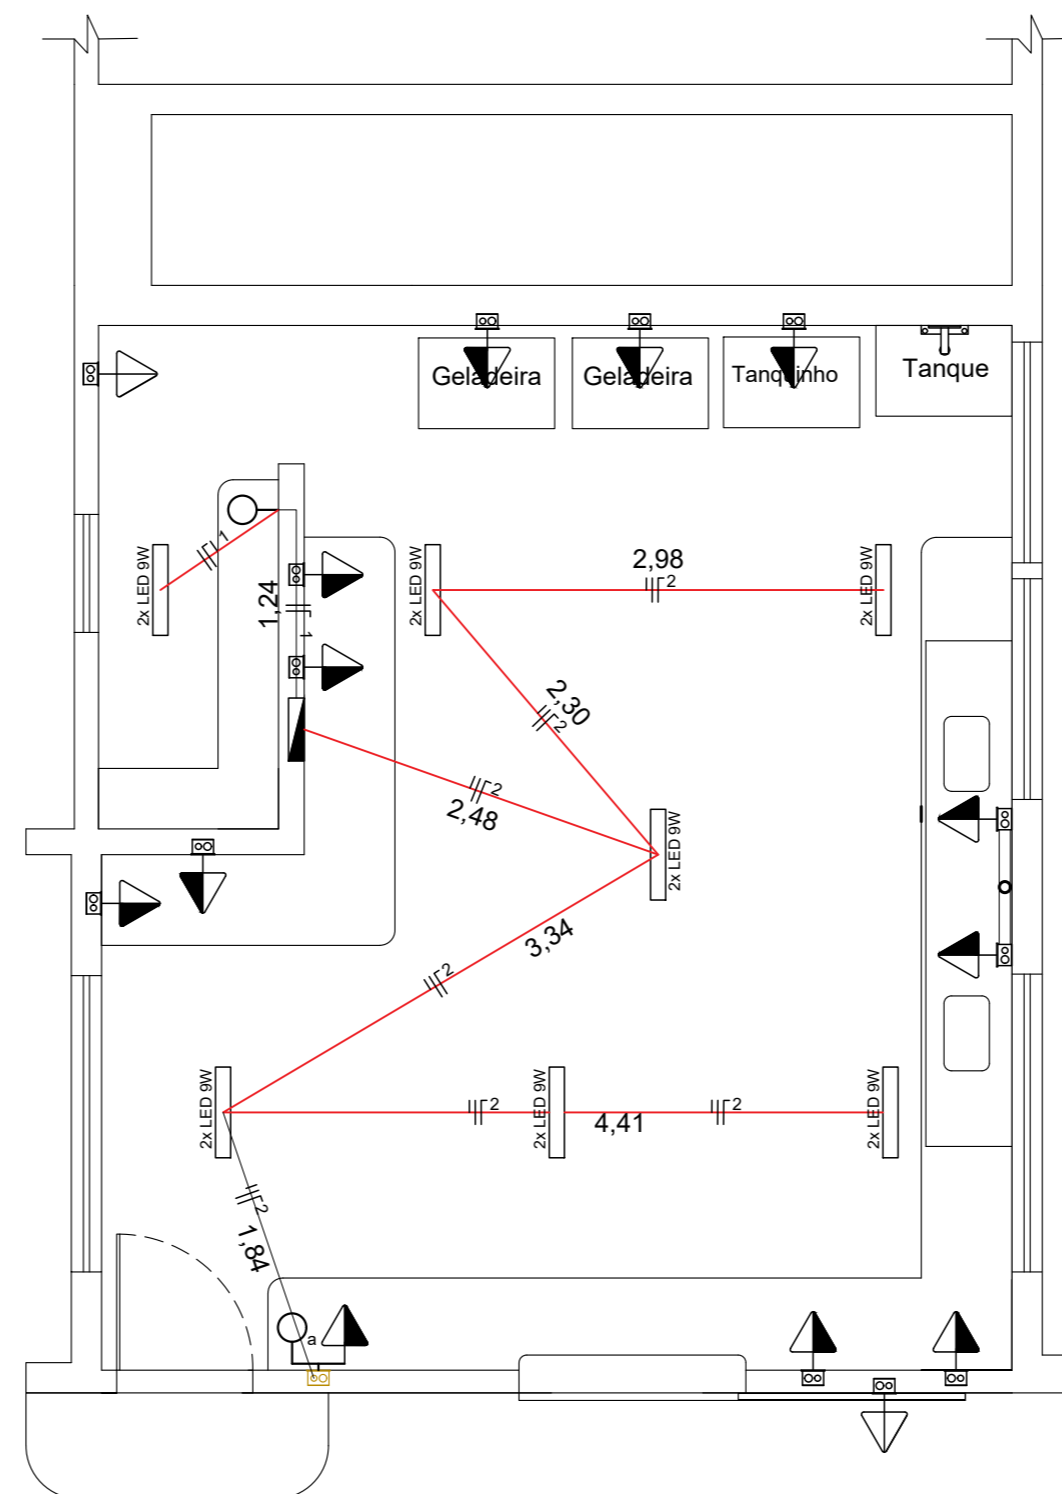 Geladeira
Geladeira
Tanquinho
Tanque
2x LED 9W
1
1,24
1
2x LED 9W
2,98
2
2x LED 9W
2,30
2
2
2,48
2x LED 9W
3,34
2
2x LED 9W
2
2x LED 9W
4,41
2
2x LED 9W
2
1,84
a